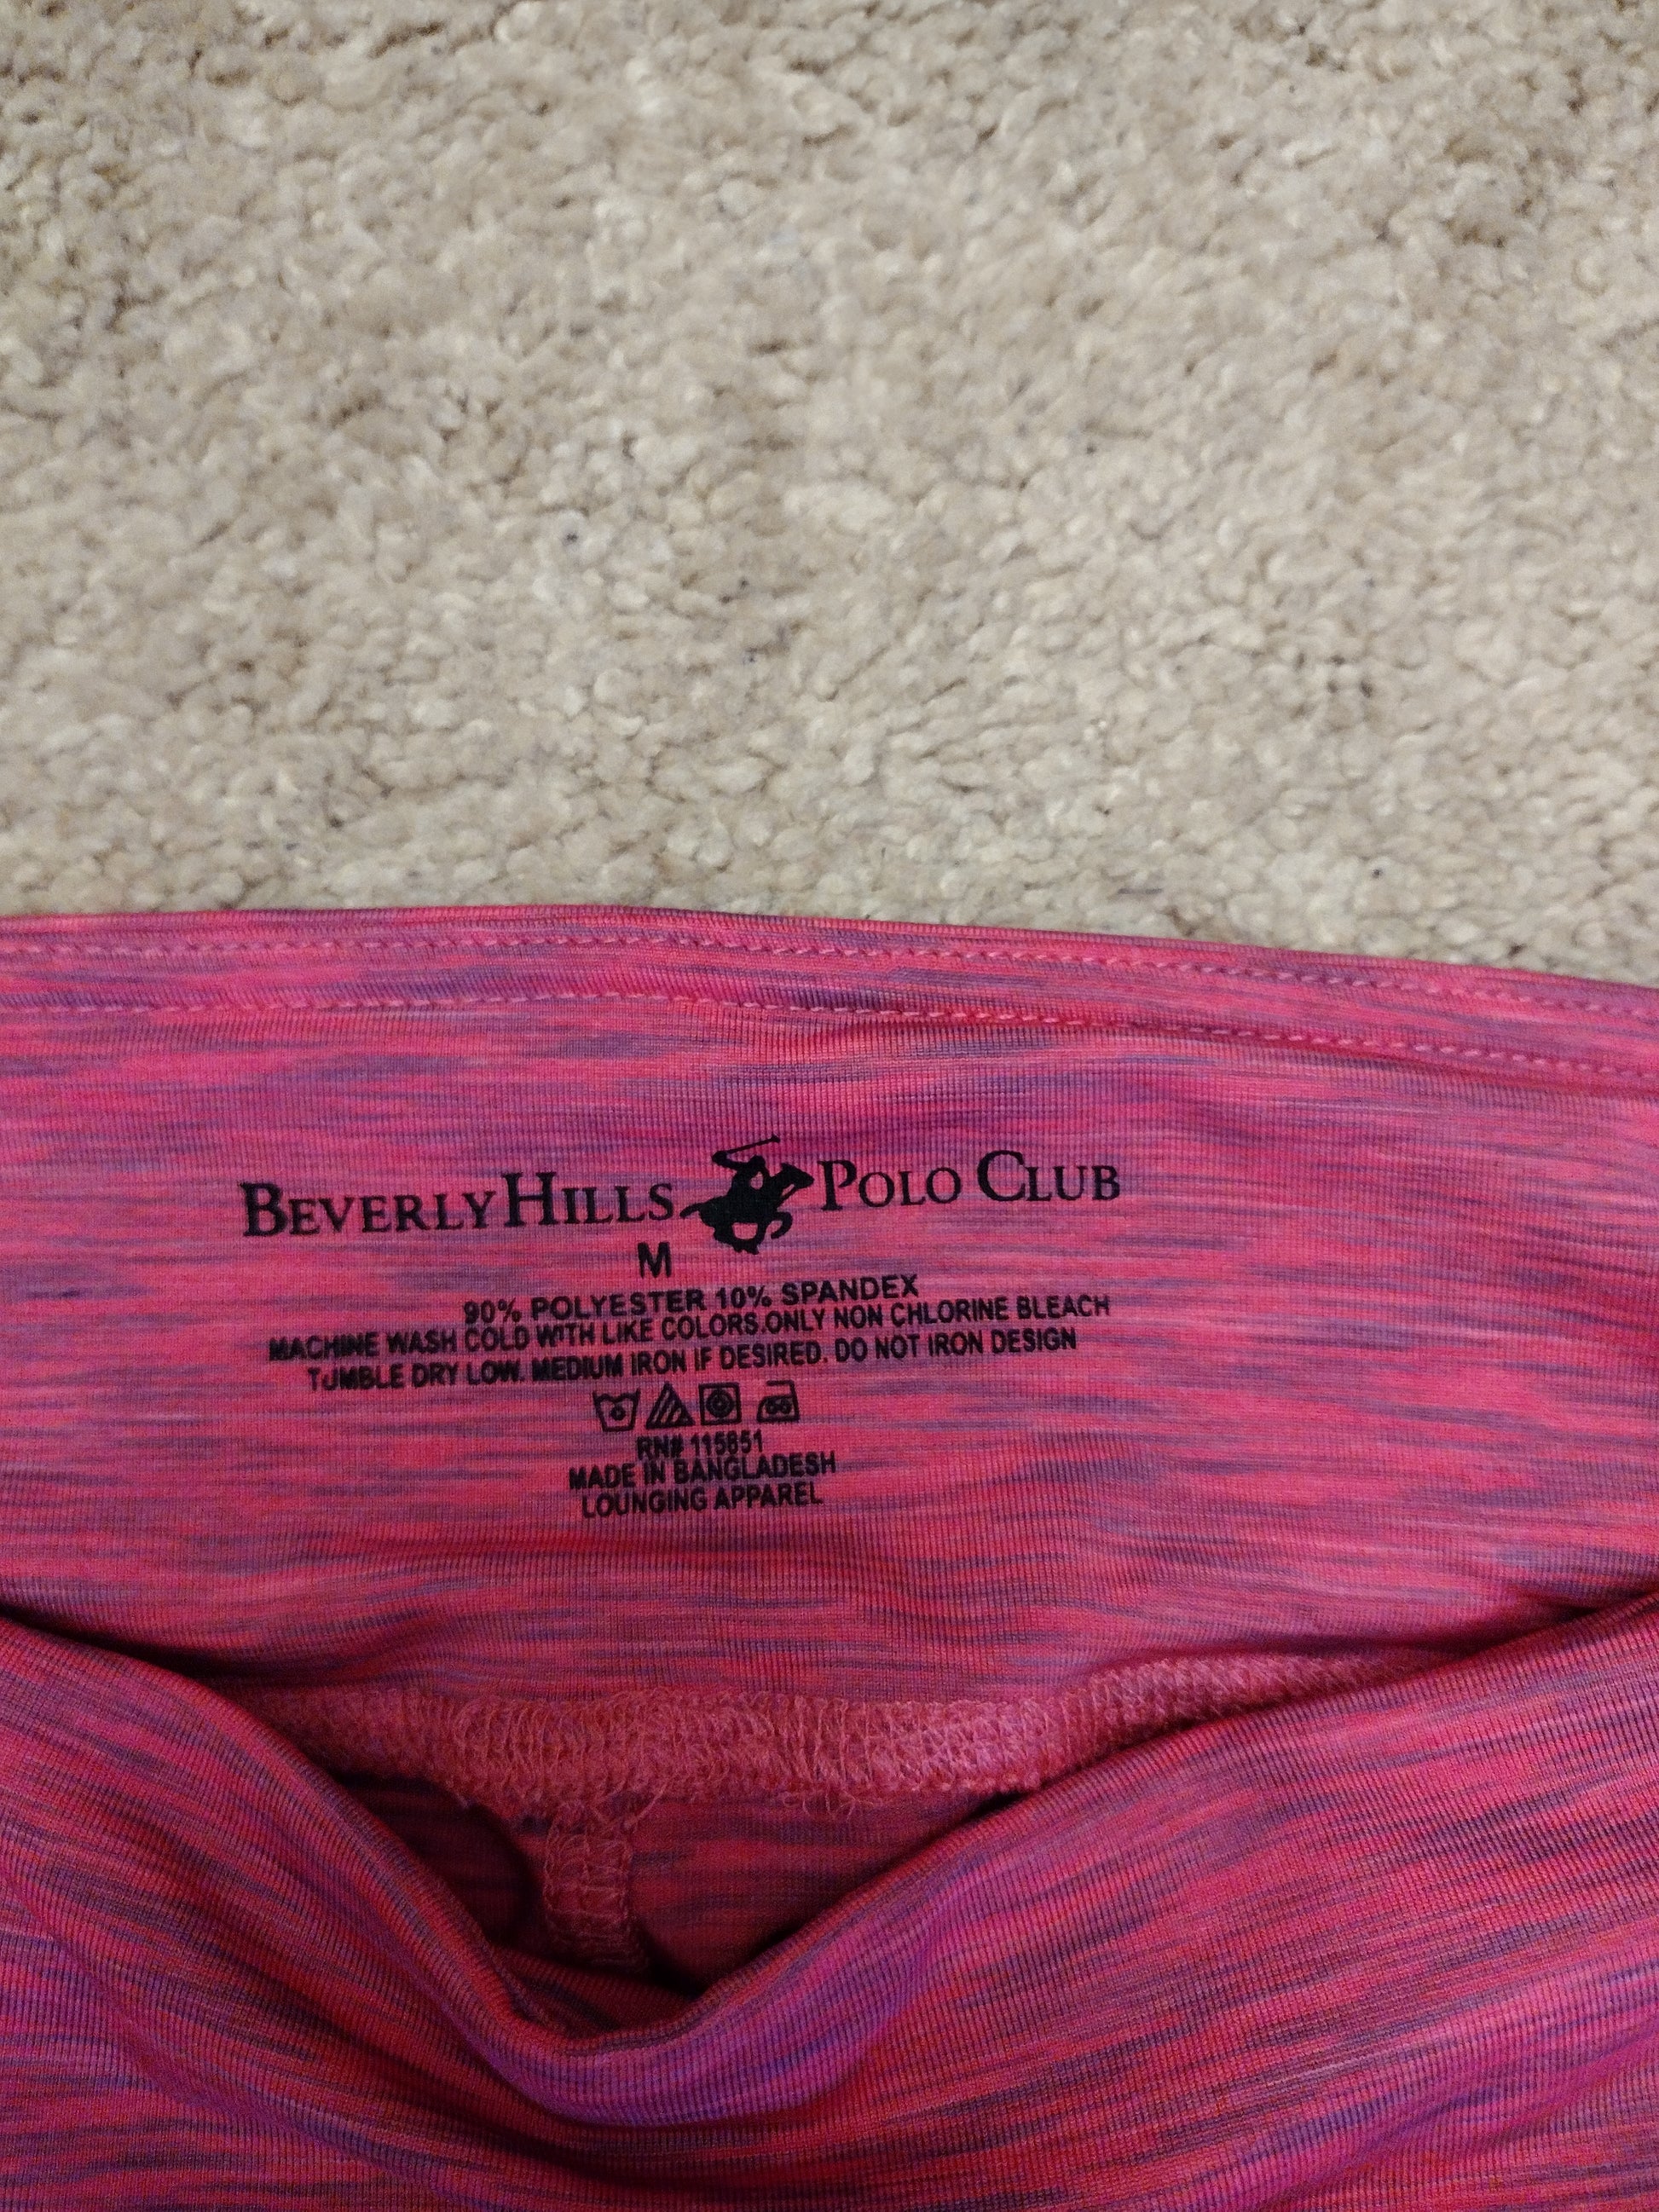 BEVERLY HILLS POLO CLUB
M
90% POLYESTER 10% SPANDEX
MACHINE WASH COLD WITH LIKE COLORS.ONLY NON CHLORINE BLEACH
TUMBLE DRY LOW. MEDIUM IRON IF DESIRED. DO NOT IRON DESIGN
RN# 115851
MADE IN BANGLADESH
LOUNGING APPAREL